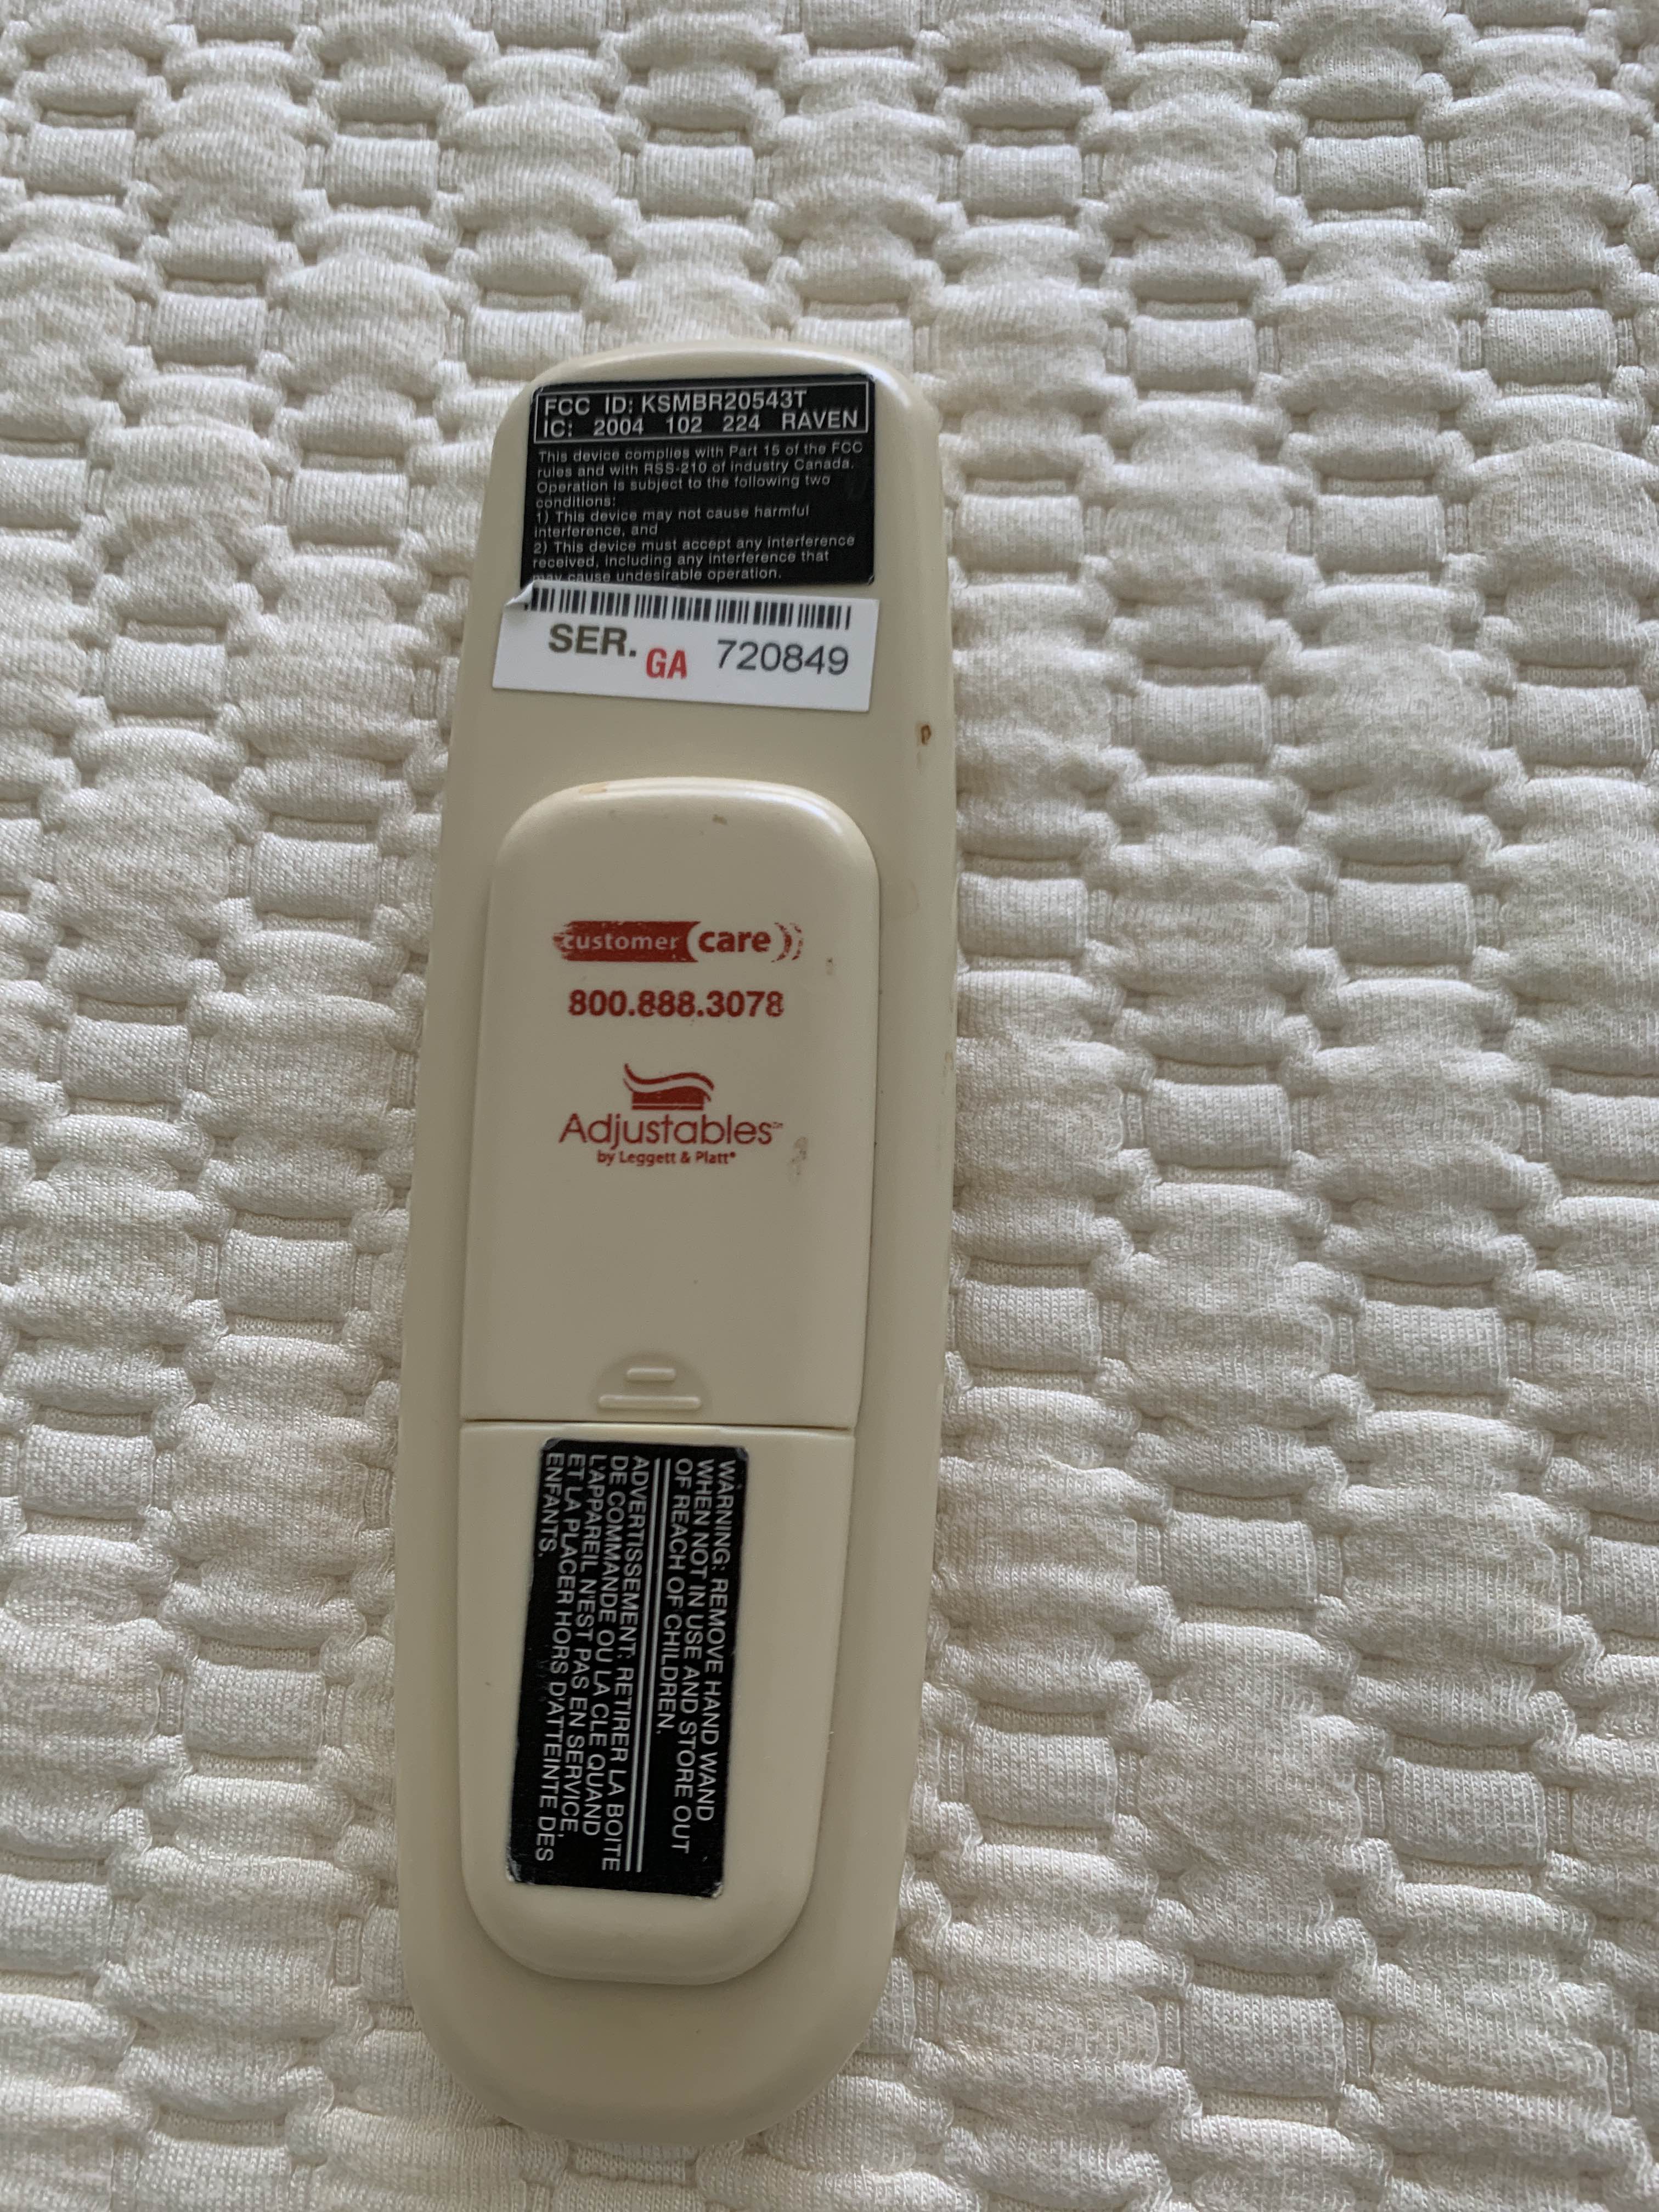 FCC ID: KSMBR20543T
IC: 2004 102 224 RAVEN
This device complies with Part 15 of the FCC
rules and with RSS-210 of Industry Canada.
Operation is subject to the following two
conditions:
1) This device may not cause harmful
interference, and
2) This device must accept any interference
received, including any interference that
may cause undesirable operation.
SER. GA 720849
customer care
800.888.3078
Adjustables℠
by Leggett & Platt®
WARNING: REMOVE HAND WAND
WHEN NOT IN USE AND STORE OUT
OF REACH OF CHILDREN.
ADVERTISSEMENT: RETIRER LA BOITE
DE COMMANDE OU LA CLE QUAND
L'APPAREIL N'EST PAS EN SERVICE,
ET LA PLACER HORS D'ATTEINTE DES
ENFANTS.